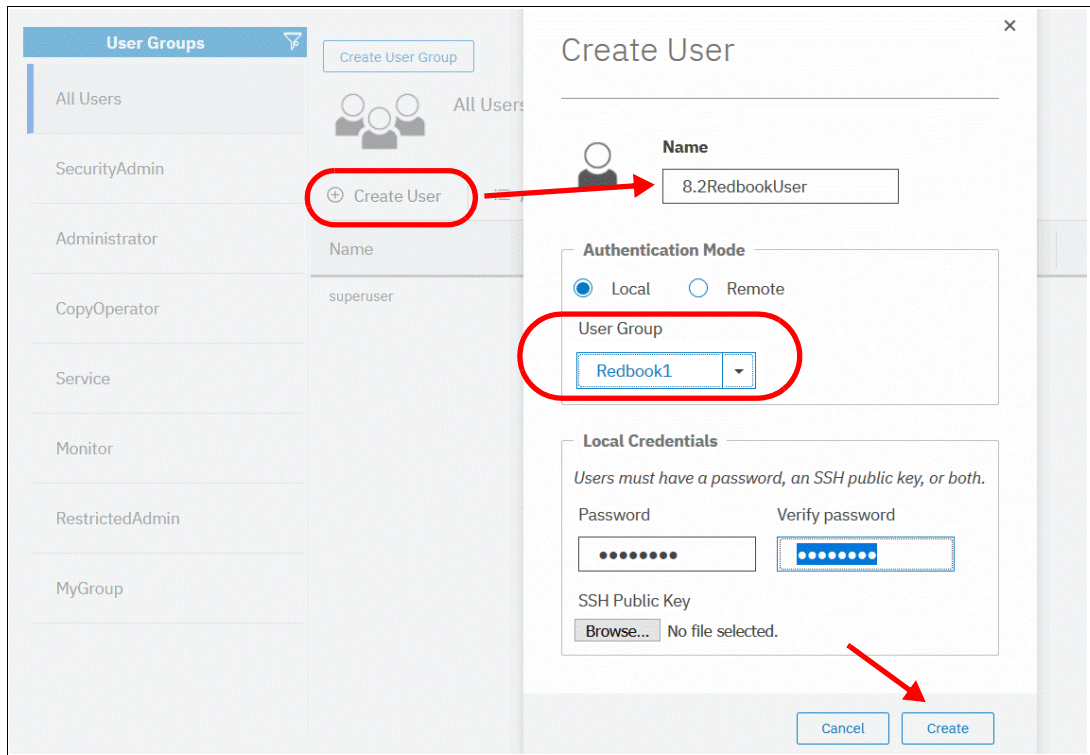 User Groups
All Users
SecurityAdmin
Administrator
CopyOperator
Service
Monitor
RestrictedAdmin
MyGroup
Create User Group
All Users
Create User
Name
superuser
Create User
Name
8.2RedbookUser
Authentication Mode
Local Remote
User Group
Redbook1
Local Credentials
Users must have a password, an SSH public key, or both.
Password Verify password
●●●●●●●● ●●●●●●●●
SSH Public Key
Browse... No file selected.
Cancel Create